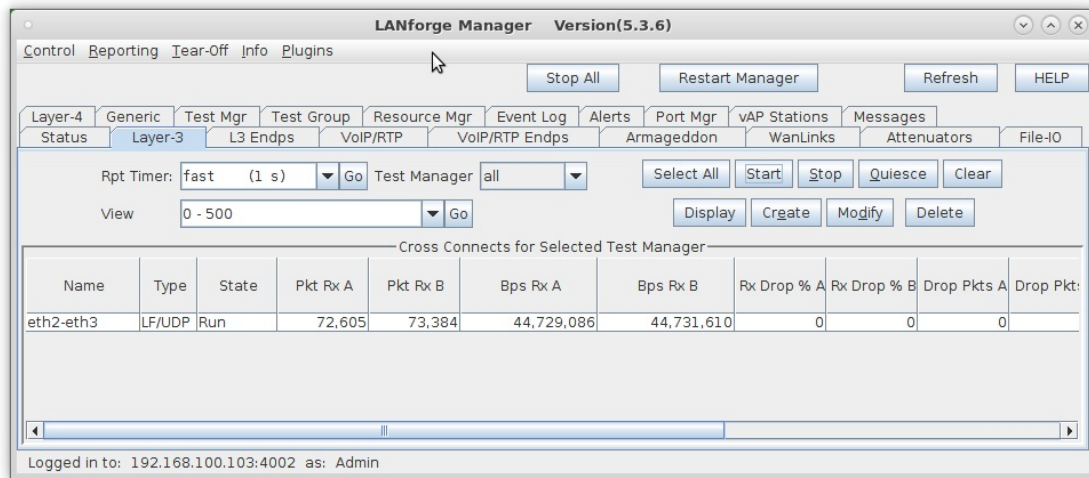 LANforge Manager Version(5.3.6)
Control Reporting Tear-Off Info Plugins
Stop All Restart Manager Refresh HELP
Layer-4 Generic Test Mgr Test Group Resource Mgr Event Log Alerts Port Mgr vAP Stations Messages
Status Layer-3 L3 Endps VoIP/RTP VoIP/RTP Endps Armageddon WanLinks Attenuators File-IO
Rpt Timer: fast (1 s) Go Test Manager all Select All Start Stop Quiesce Clear
View 0 - 500 Go Display Create Modify Delete
Cross Connects for Selected Test Manager
Name Type State Pkt Rx A Pkt Rx B Bps Rx A Bps Rx B Rx Drop % A Rx Drop % B Drop Pkts A Drop Pkts
eth2-eth3 LF/UDP Run 72,605 73,384 44,729,086 44,731,610 0 0 0
Logged in to: 192.168.100.103:4002 as: Admin